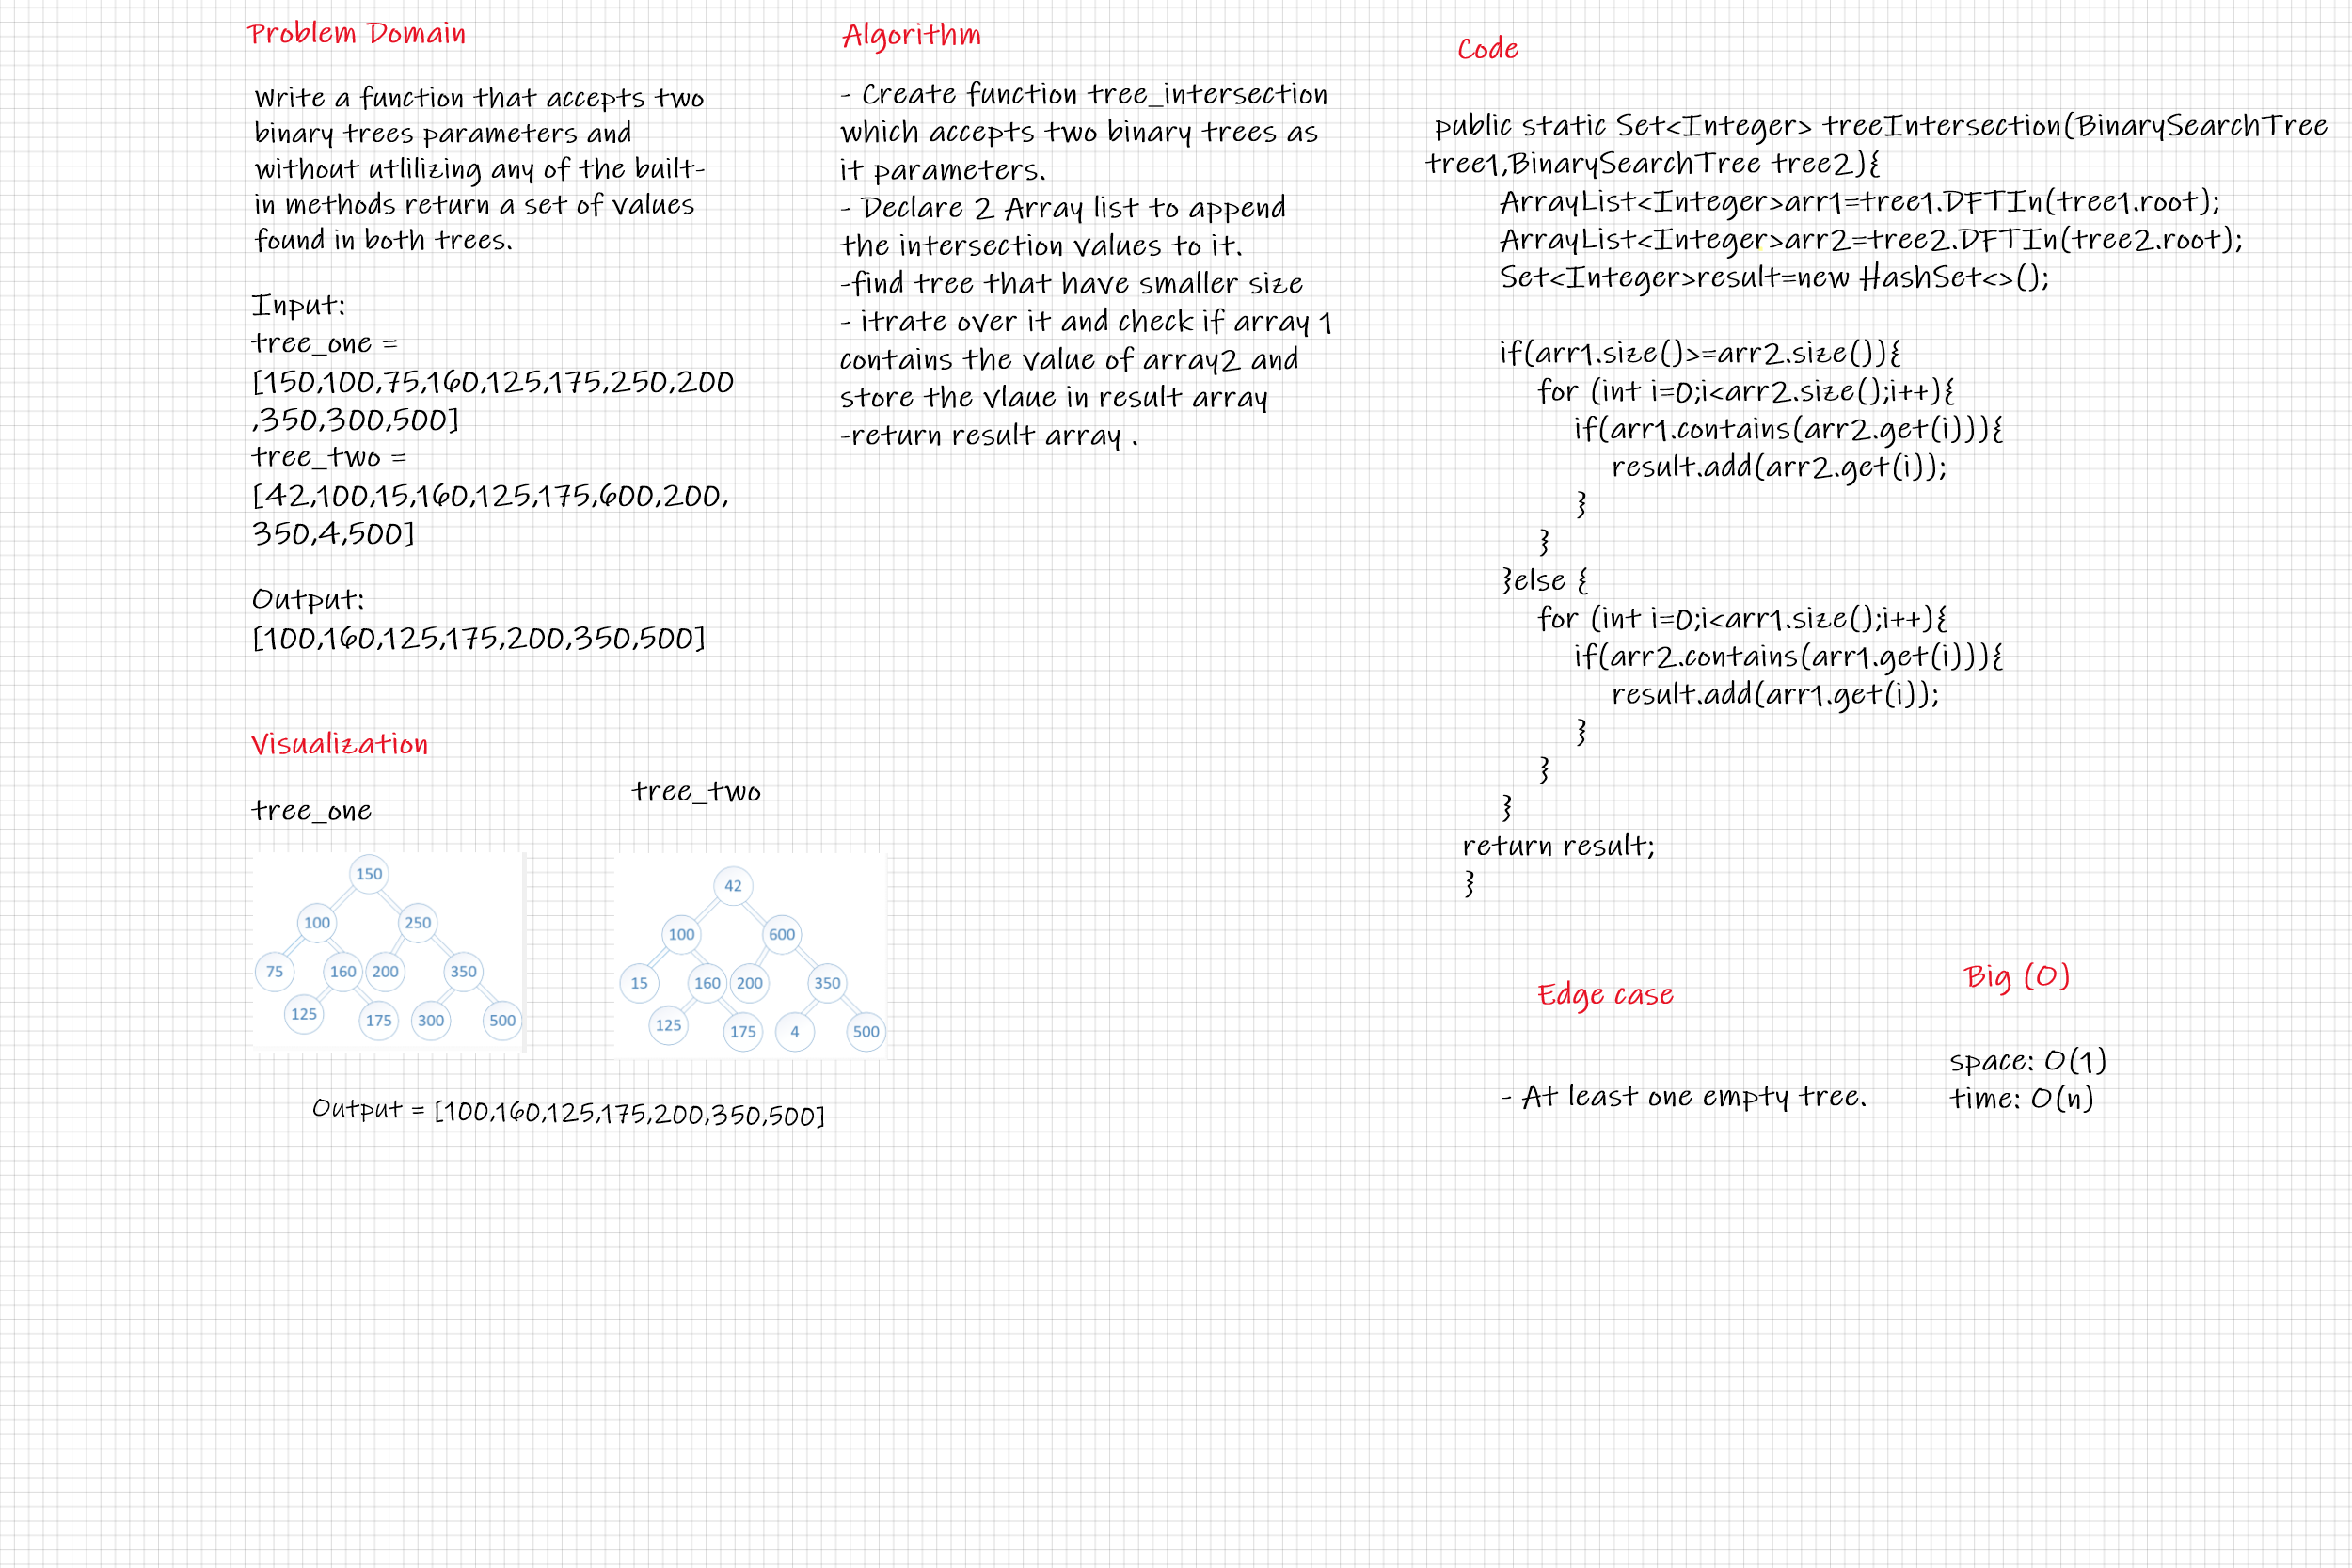 Problem Domain
Write a function that accepts two
binary trees parameters and
without utlilizing any of the built-
in methods return a set of values
found in both trees.
Input:
tree_one =
[150,100,75,160,125,175,250,200
,350,300,500]
tree_two =
[42,100,15,160,125,175,600,200,
350,4,500]
Output:
[100,160,125,175,200,350,500]
Visualization
tree_one
tree_two
150
100
250
75
160
200
350
125
175
300
500
42
100
600
15
160
200
350
125
175
4
500
Output = [100,160,125,175,200,350,500]
Algorithm
- Create function tree_intersection
which accepts two binary trees as
it parameters.
- Declare 2 Array list to append
the intersection values to it.
-find tree that have smaller size
- itrate over it and check if array 1
contains the value of array2 and
store the vlaue in result array
-return result array .
Code
public static Set<Integer> treeIntersection(BinarySearchTree
tree1,BinarySearchTree tree2){
ArrayList<Integer>arr1=tree1.DFTIn(tree1.root);
ArrayList<Integer>arr2=tree2.DFTIn(tree2.root);
Set<Integer>result=new HashSet<>();
if(arr1.size()>=arr2.size()){
for (int i=0;i<arr2.size();i++){
if(arr1.contains(arr2.get(i))){
result.add(arr2.get(i));
}
}
}else {
for (int i=0;i<arr1.size();i++){
if(arr2.contains(arr1.get(i))){
result.add(arr1.get(i));
}
}
}
return result;
}
Edge case
- At least one empty tree.
Big (O)
space: O(1)
time: O(n)